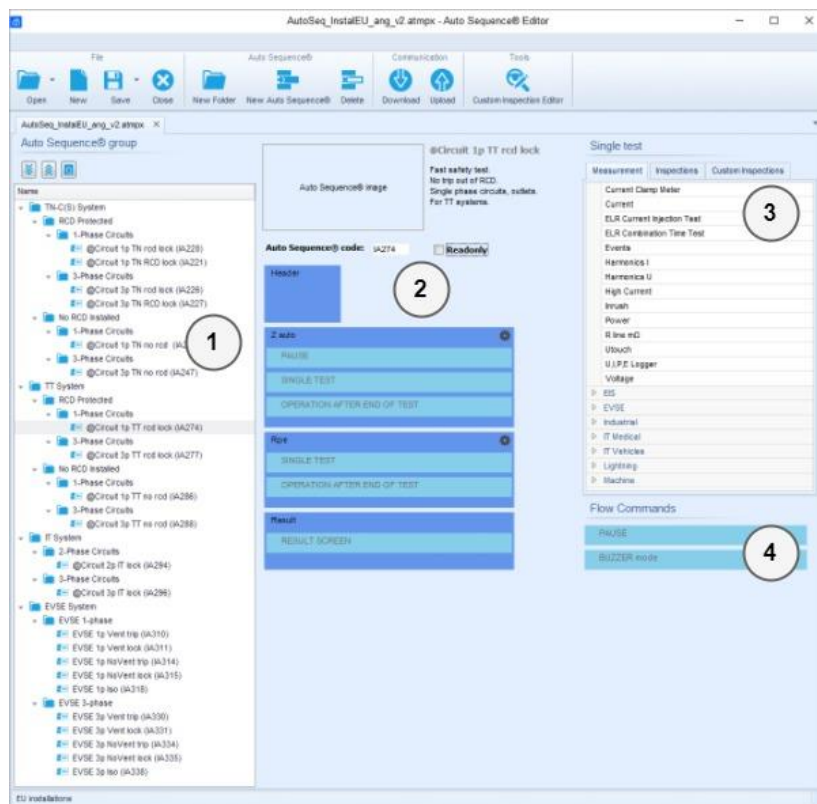 AutoSeq_InstalEU_ang_v2.atmpx - Auto Sequence® Editor
File
Auto Sequence®
Communication
Tools
Open
New
Save
Close
New Folder
New Auto Sequence®
Delete
Download
Upload
Custom Inspection Editor
AutoSeq_InstalEU_ang_v2.atmpx
Auto Sequence® group
Name
TN-C(S) System
RCD Protected
1-Phase Circuits
@Circuit 1p TN rcd lock (IA220)
@Circuit 1p TN RCD lock (IA221)
3-Phase Circuits
@Circuit 3p TN rcd lock (IA226)
@Circuit 3p TN RCD lock (IA227)
No RCD Installed
1-Phase Circuits
@Circuit 1p TN no rcd (IA2
3-Phase Circuits
@Circuit 3p TN no rcd (IA247)
TT System
RCD Protected
1-Phase Circuits
@Circuit 1p TT rcd lock (IA274)
3-Phase Circuits
@Circuit 3p TT rcd lock (IA277)
No RCD Installed
1-Phase Circuits
@Circuit 1p TT no rcd (IA286)
3-Phase Circuits
@Circuit 3p TT no rcd (IA288)
IT System
2-Phase Circuits
@Circuit 2p IT lock (IA294)
3-Phase Circuits
@Circuit 3p IT lock (IA296)
EVSE System
EVSE 1-phase
EVSE 1p Vent trip (IA310)
EVSE 1p Vent lock (IA311)
EVSE 1p NoVent trip (IA314)
EVSE 1p NoVent lock (IA315)
EVSE 1p Iso (IA318)
EVSE 3-phase
EVSE 3p Vent trip (IA330)
EVSE 3p Vent lock (IA331)
EVSE 3p NoVent trip (IA334)
EVSE 3p NoVent lock (IA335)
EVSE 3p Iso (IA338)
1
Auto Sequence® image
@Circuit 1p TT rcd lock
Fast safety test.
No trip out of RCD.
Single phase circuits, outlets.
For TT systems.
Auto Sequence® code: IA274
Readonly
Header
2
Z auto
PAUSE
SINGLE TEST
OPERATION AFTER END OF TEST
Rpe
SINGLE TEST
OPERATION AFTER END OF TEST
Result
RESULT SCREEN
Single test
Measurement
Inspections
Custom Inspections
Current Clamp Meter
Current
ELR Current Injection Test
ELR Combination Time Test
Events
Harmonics I
Harmonics U
High Current
Inrush
Power
R line mΩ
Utouch
U,I,P,E Logger
Voltage
EIS
EVSE
Industrial
IT Medical
IT Vehicles
Lightning
Machine
3
Flow Commands
PAUSE
BUZZER mode
4
EU installations